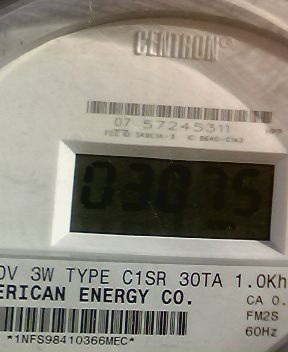 CENTRON®
07 57245311
03015
0V 3W TYPE C1SR 30TA 1.0Kh
ERICAN ENERGY CO.
CA 0.
FM2S
60Hz
*1NFS98410366MEC*